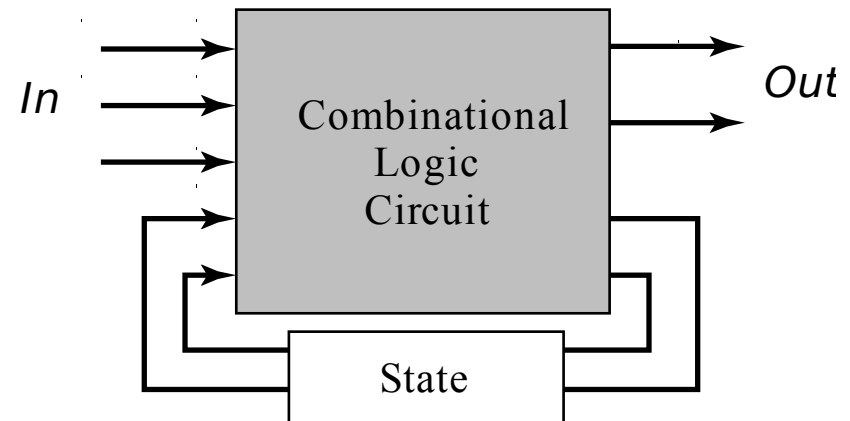 In
Combinational
Logic
Circuit
Out
State